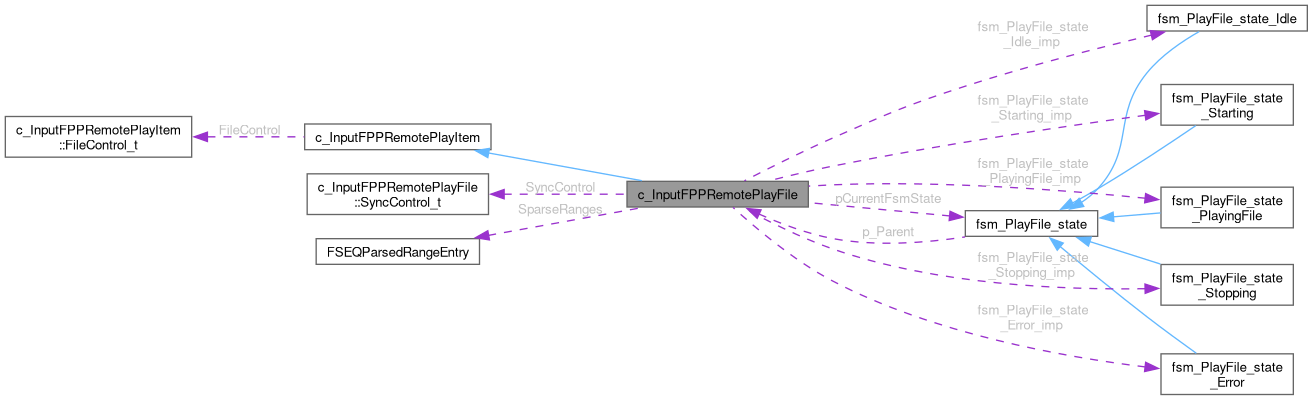 c_InputFPPRemotePlayItem
::FileControl_t
FileControl
c_InputFPPRemotePlayItem
c_InputFPPRemotePlayFile
::SyncControl_t
SyncControl
FSEQParsedRangeEntry
SparseRanges
c_InputFPPRemotePlayFile
fsm_PlayFile_state
_Idle_imp
fsm_PlayFile_state
_Starting_imp
fsm_PlayFile_state
_PlayingFile_imp
pCurrentFsmState
p_Parent
fsm_PlayFile_state
_Stopping_imp
fsm_PlayFile_state
_Error_imp
fsm_PlayFile_state
fsm_PlayFile_state_Idle
fsm_PlayFile_state
_Starting
fsm_PlayFile_state
_PlayingFile
fsm_PlayFile_state
_Stopping
fsm_PlayFile_state
_Error